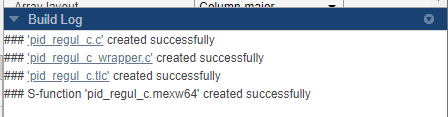 Array layout Column major
Build Log
### 'pid_regul_c.c' created successfully
### 'pid_regul_c_wrapper.c' created successfully
### 'pid_regul_c.tlc' created successfully
### S-function 'pid_regul_c.mexw64' created successfully